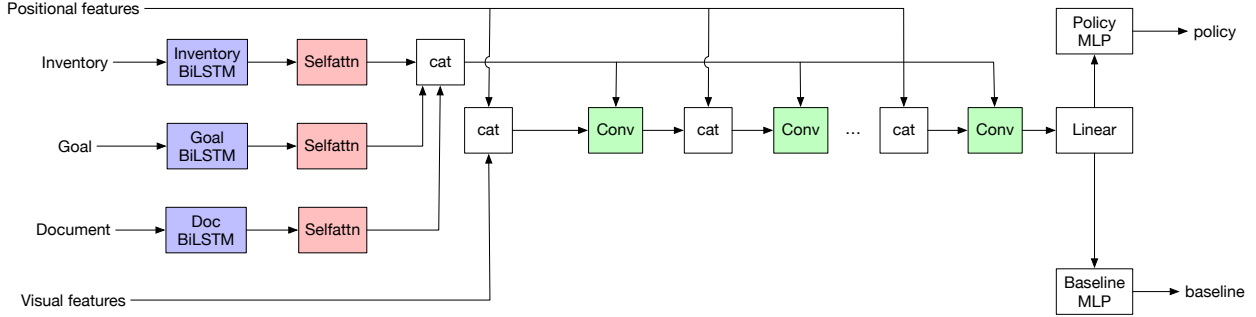 Positional features
Inventory
Inventory
BiLSTM
Selfattn
cat
Goal
Goal
BiLSTM
Selfattn
Document
Doc
BiLSTM
Selfattn
Visual features
cat
Conv
cat
Conv
...
cat
Conv
Linear
Policy
MLP
policy
Baseline
MLP
baseline